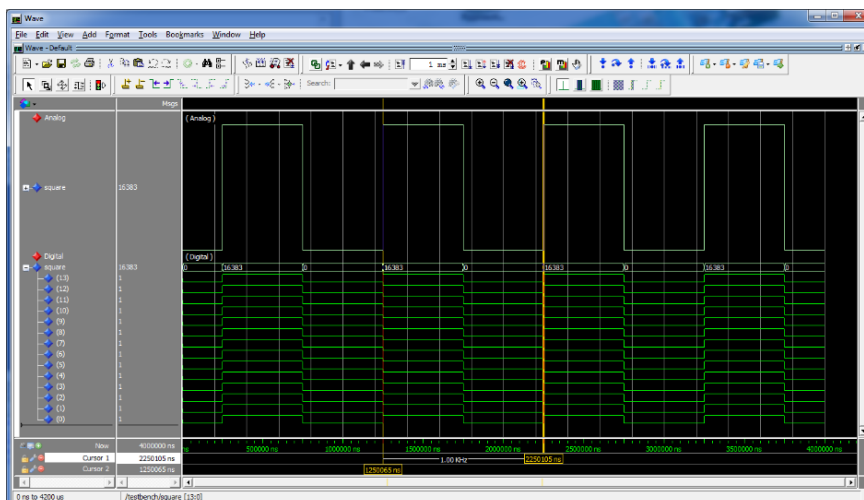 Wave
File Edit View Add Format Tools Bookmarks Window Help
Wave - Default
1 ms
Search:
Msgs
Analog
(Analog)
square 16383
Digital
(Digital)
square 16383 0 16383 0 16383 0 16383 0 16383 0
(13) 1
(12) 1
(11) 1
(10) 1
(9) 1
(8) 1
(7) 1
(6) 1
(5) 1
(4) 1
(3) 1
(2) 1
(1) 1
(0) 1
Now 4000000 ns ns 500000 ns 1000000 ns 1500000 ns 2000000 ns 2500000 ns 3000000 ns 3500000 ns 4000000 ns
Cursor 1 2250105 ns 1.00 KHz 2250105 ns
Cursor 2 1250065 ns 1250065 ns
0 ns to 4200 us /testbench/square [13:0]